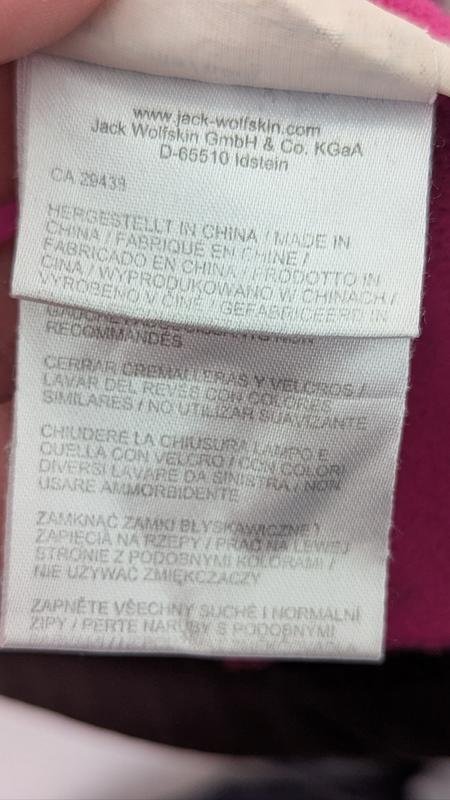 www.jack-wolfskin.com
Jack Wolfskin GmbH & Co. KGaA
D-65510 Idstein
CA 29439
HERGESTELLT IN CHINA / MADE IN
CHINA / FABRIQUÉ EN CHINE /
FABRICADO EN CHINA / PRODOTTO IN
CINA / WYPRODUKOWANO W CHINACH /
VYROBENO V ČÍNĚ / GEFABRICEERD IN
NON
RECOMMANDÉS
CERRAR CREMALLERAS Y VELCROS /
LAVAR DEL REVÉS CON COLORES
SIMILARES / NO UTILIZAR SUAVIZANTE
CHIUDERE LA CHIUSURA LAMPO E
QUELLA CON VELCRO / CON COLORI
DIVERSI LAVARE DA SINISTRA / NON
USARE AMMORBIDENTE
ZAMKNĄĆ ZAMKI BŁYSKAWICZNE I
ZAPIĘCIA NA RZEPY / PRAĆ NA LEWEJ
STRONIE Z PODOBNYMI KOLORAMI /
NIE UŻYWAĆ ZMIĘKCZACZY
ZAPNĚTE VŠECHNY SUCHÉ I NORMÁLNÍ
ZIPY / PERTE NARUBY S PODOBNÝMI